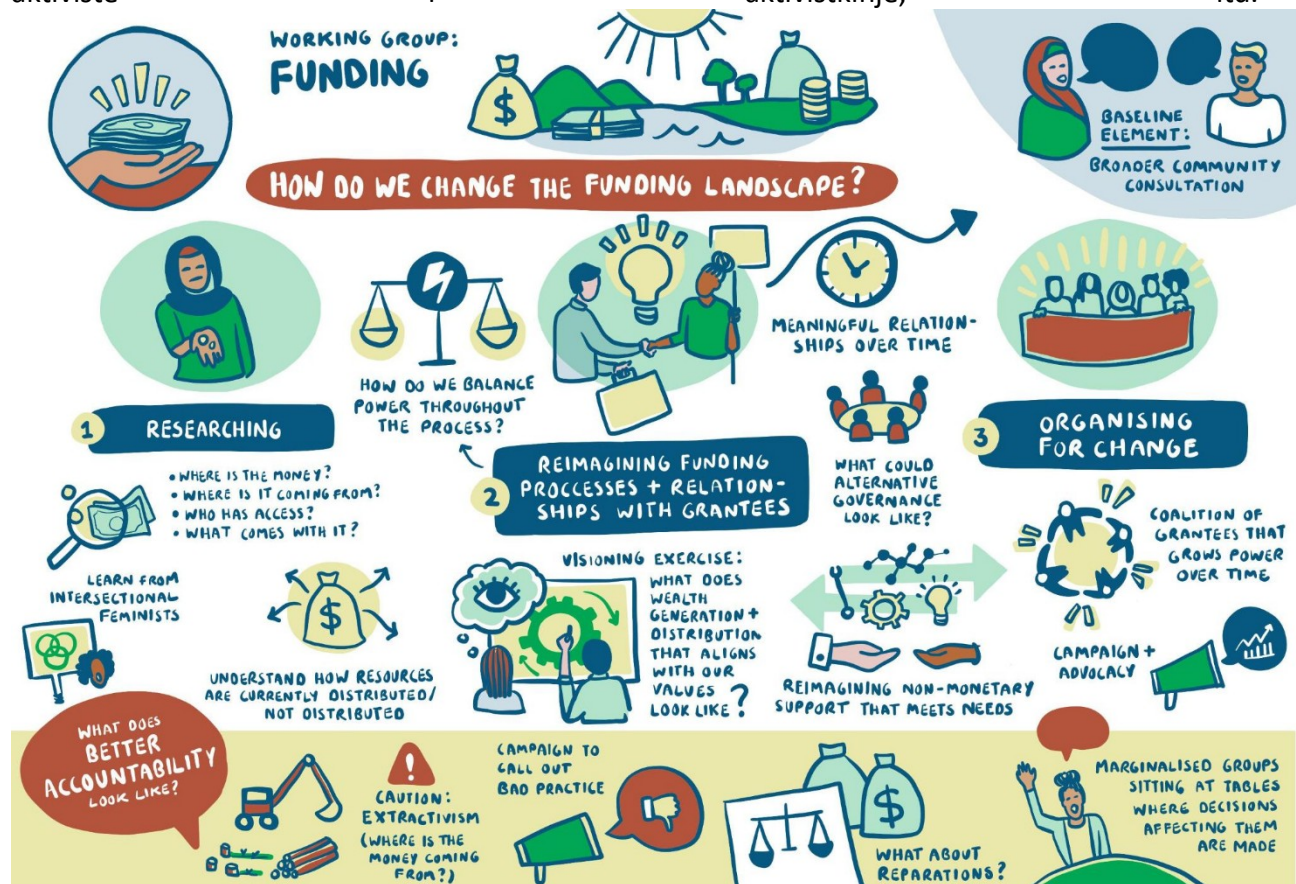 aktiviste i aktivistkinje, itd.
WORKING GROUP:
FUNDING
$
BASELINE
ELEMENT:
BROADER COMMUNITY
CONSULTATION
HOW DO WE CHANGE THE FUNDING LANDSCAPE?
HOW DO WE BALANCE
POWER THROUGHOUT
THE PROCESS?
MEANINGFUL RELATION-
SHIPS OVER TIME
1 RESEARCHING
• WHERE IS THE MONEY?
• WHERE IS IT COMING FROM?
• WHO HAS ACCESS?
• WHAT COMES WITH IT?
LEARN FROM
INTERSECTIONAL
FEMINISTS
$
UNDERSTAND HOW RESOURCES
ARE CURRENTLY DISTRIBUTED/
NOT DISTRIBUTED
2
REIMAGINING FUNDING
PROCCESSES + RELATION-
SHIPS WITH GRANTEES
WHAT COULD
ALTERNATIVE
GOVERNANCE
LOOK LIKE?
VISIONING EXERCISE:
WHAT DOES
WEALTH
GENERATION +
DISTRIBUTION
THAT ALIGNS
WITH OUR
VALUES
LOOK LIKE?
REIMAGINING NON-MONETARY
SUPPORT THAT MEETS NEEDS
3
ORGANISING
FOR CHANGE
COALITION OF
GRANTEES THAT
GROWS POWER
OVER TIME
CAMPAIGN +
ADVOCACY
WHAT DOES
BETTER
ACCOUNTABILITY
LOOK LIKE?
!
CAUTION:
EXTRACTIVISM
(WHERE IS THE
MONEY COMING
FROM?)
CAMPAIGN TO
CALL OUT
BAD PRACTICE
$
WHAT ABOUT
REPARATIONS?
MARGINALISED GROUPS
SITTING AT TABLES
WHERE DECISIONS
AFFECTING THEM
ARE MADE